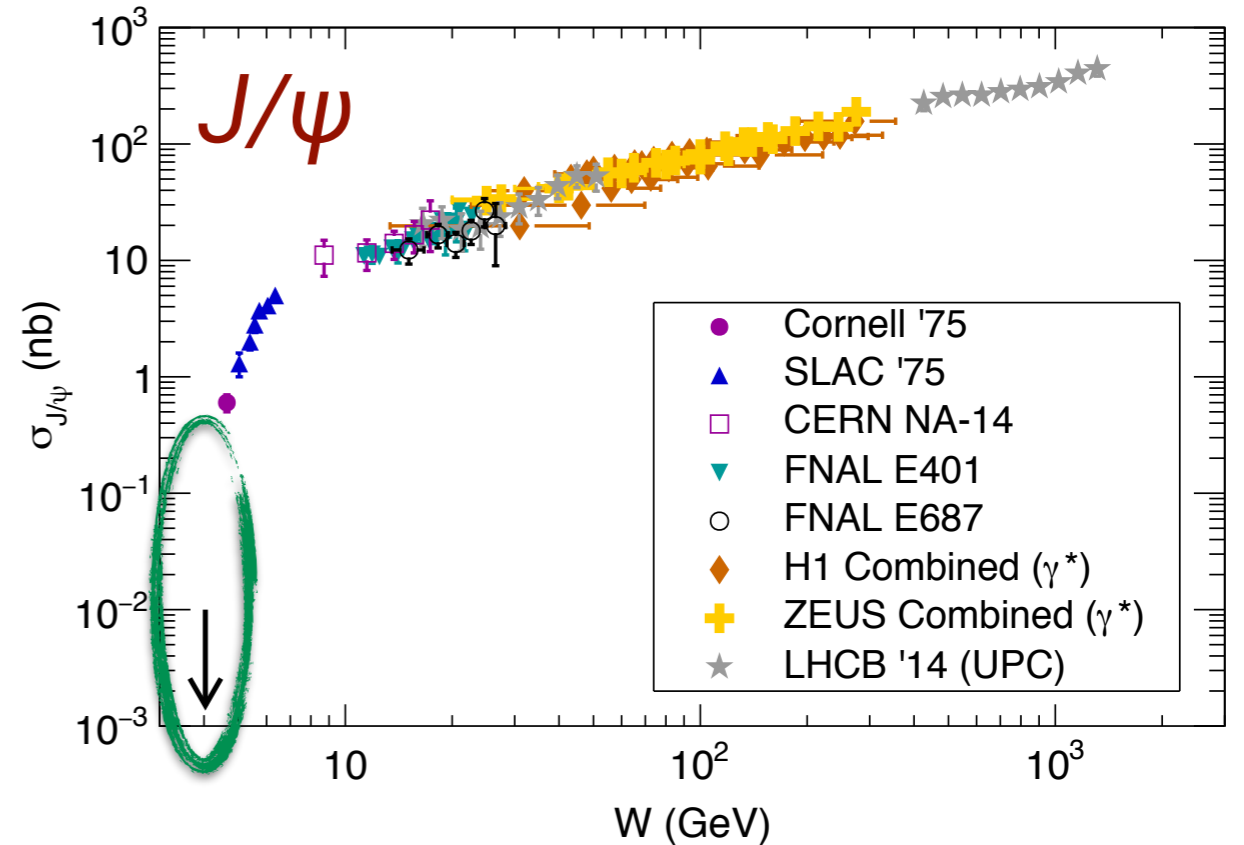 J/ψ
10³
10²
10
1
10⁻¹
10⁻²
10⁻³
σJ/ψ (nb)
Cornell '75
SLAC '75
CERN NA-14
FNAL E401
FNAL E687
H1 Combined (γ*)
ZEUS Combined (γ*)
LHCB '14 (UPC)
10
10²
10³
W (GeV)